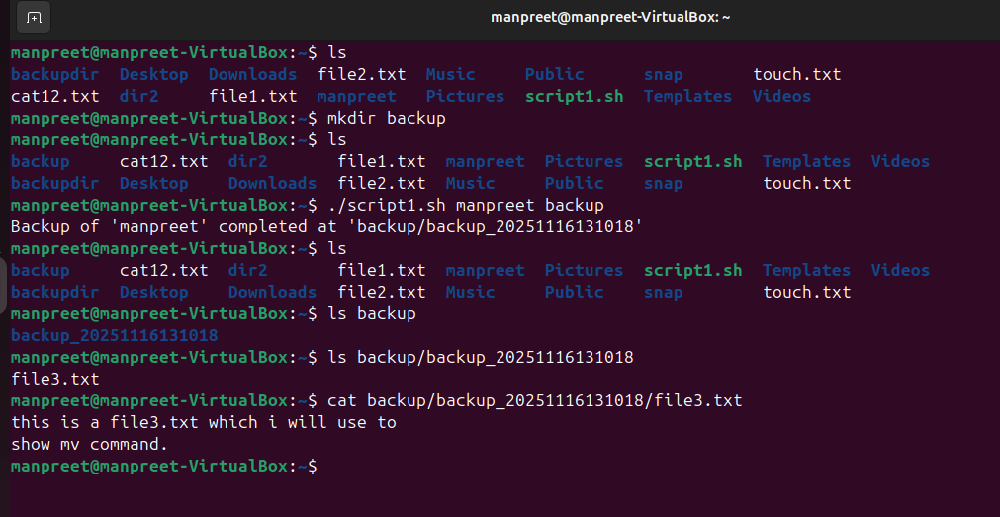 manpreet@manpreet-VirtualBox: ~
manpreet@manpreet-VirtualBox:~$ ls
backupdir  Desktop  Downloads  file2.txt  Music     Public      snap       touch.txt
cat12.txt  dir2     file1.txt  manpreet   Pictures  script1.sh  Templates  Videos
manpreet@manpreet-VirtualBox:~$ mkdir backup
manpreet@manpreet-VirtualBox:~$ ls
backup     cat12.txt  dir2       file1.txt  manpreet  Pictures  script1.sh  Templates  Videos
backupdir  Desktop    Downloads  file2.txt  Music     Public    snap        touch.txt
manpreet@manpreet-VirtualBox:~$ ./script1.sh manpreet backup
Backup of 'manpreet' completed at 'backup/backup_20251116131018'
manpreet@manpreet-VirtualBox:~$ ls
backup     cat12.txt  dir2       file1.txt  manpreet  Pictures  script1.sh  Templates  Videos
backupdir  Desktop    Downloads  file2.txt  Music     Public    snap        touch.txt
manpreet@manpreet-VirtualBox:~$ ls backup
backup_20251116131018
manpreet@manpreet-VirtualBox:~$ ls backup/backup_20251116131018
file3.txt
manpreet@manpreet-VirtualBox:~$ cat backup/backup_20251116131018/file3.txt
this is a file3.txt which i will use to
show mv command.
manpreet@manpreet-VirtualBox:~$